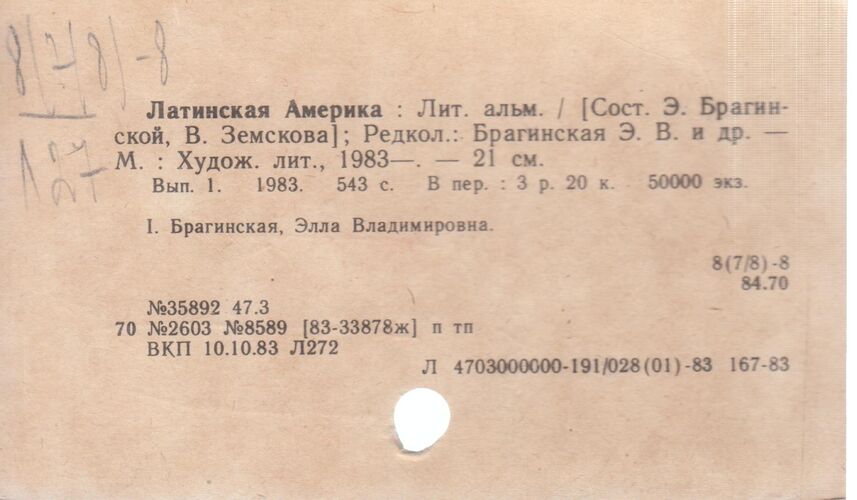 8(7/8)-8
Л27
Латинская Америка : Лит. альм. / [Сост. Э. Брагин-
ской, В. Земскова]; Редкол.: Брагинская Э. В. и др. —
М. : Худож. лит., 1983—. — 21 см.
Вып. 1. 1983. 543 с. В пер. : 3 р. 20 к. 50000 экз.
I. Брагинская, Элла Владимировна.
8(7/8)-8
84.70
№35892 47.3
70 №2603 №8589 [83-33878ж] п тп
ВКП 10.10.83 Л272
Л 4703000000-191/028(01)-83 167-83